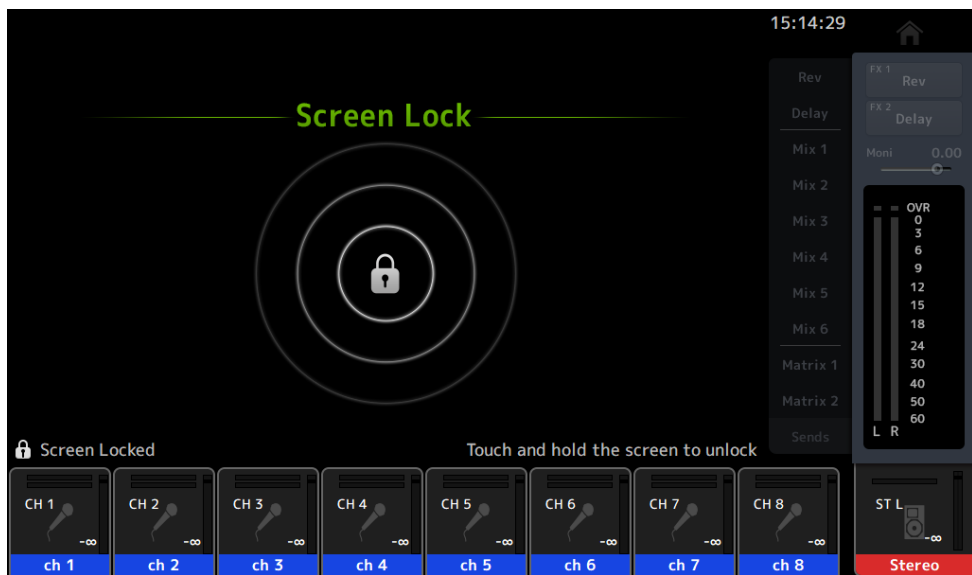 15:14:29
Screen Lock
Rev
Delay
Mix 1
Mix 2
Mix 3
Mix 4
Mix 5
Mix 6
Matrix 1
Matrix 2
Sends
FX 1
Rev
FX 2
Delay
Moni 0.00
OVR
0
3
6
9
12
15
18
24
30
40
50
60
L R
Screen Locked Touch and hold the screen to unlock
CH 1 CH 2 CH 3 CH 4 CH 5 CH 6 CH 7 CH 8 ST L
-∞ -∞ -∞ -∞ -∞ -∞ -∞ -∞ -∞
ch 1 ch 2 ch 3 ch 4 ch 5 ch 6 ch 7 ch 8 Stereo